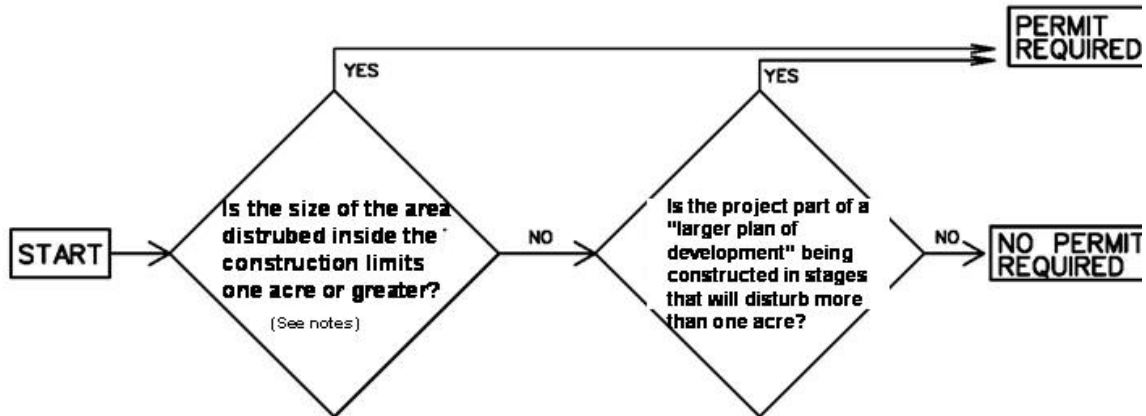 PERMIT
REQUIRED
YES
YES
START
Is the size of the area
distrubed inside the
construction limits
one acre or greater?
(See notes)
NO
Is the project part of a
"larger plan of
development" being
constructed in stages
that will disturb more
than one acre?
NO
NO PERMIT
REQUIRED